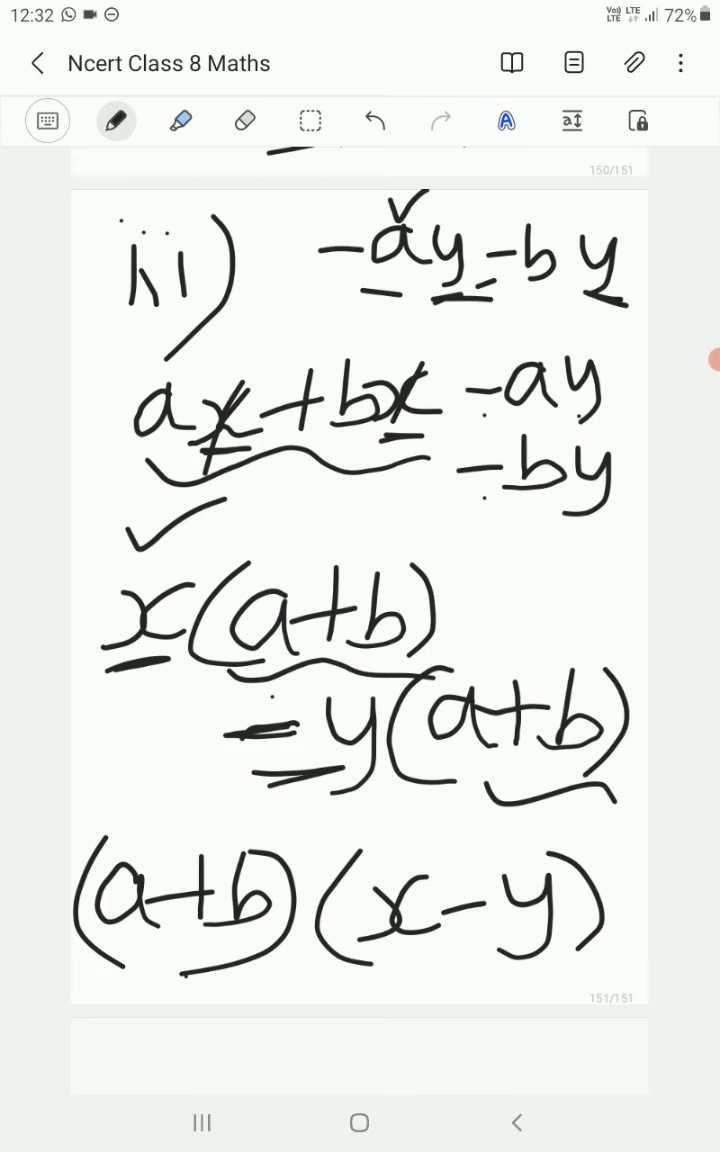 12:32 Vo) LTE LTE 72%
Ncert Class 8 Maths
150/151
iii) -ay-by
ax+bx -ay
-by
x(a+b)
-y(a+b)
(a+b)(x-y)
151/151